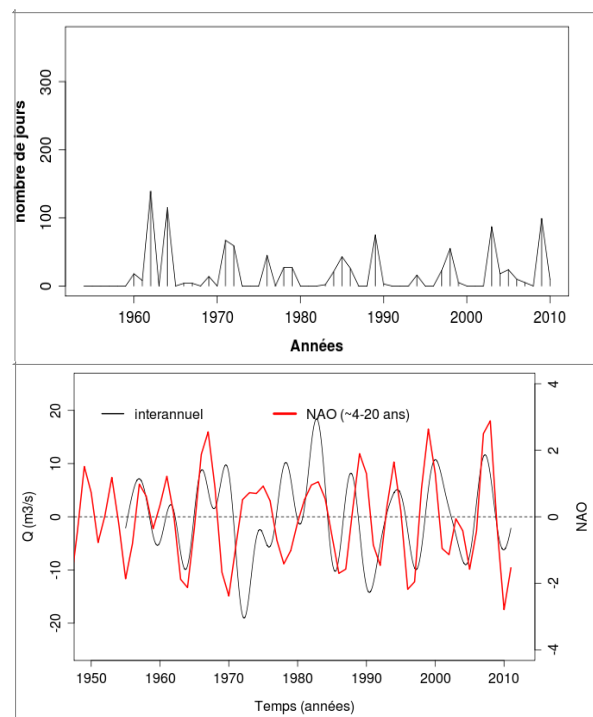 nombre de jours
300
200
100
0
1960 1970 1980 1990 2000 2010
Années
interannuel NAO (~4-20 ans)
Q (m3/s)
20
10
0
-10
-20
4
2
0
-2
-4
NAO
1950 1960 1970 1980 1990 2000 2010
Temps (années)